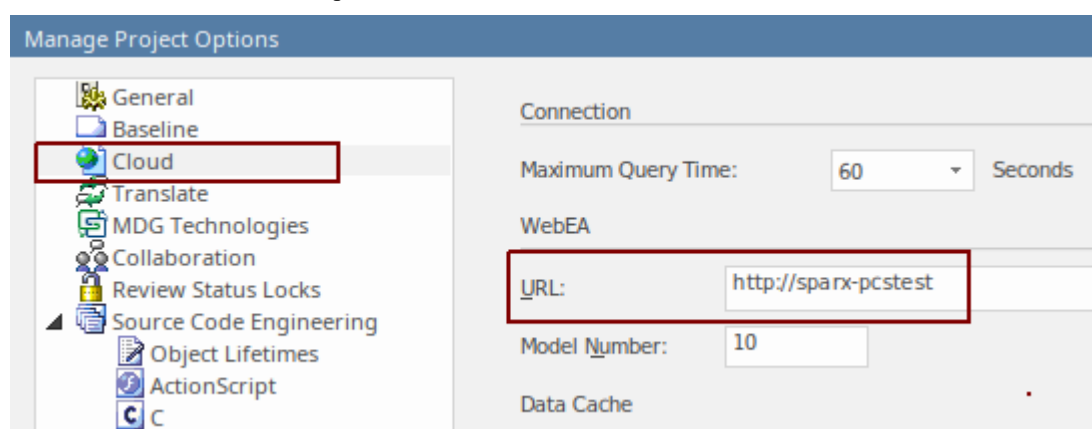 Manage Project Options
General
Baseline
Cloud
Translate
MDG Technologies
Collaboration
Review Status Locks
Source Code Engineering
Object Lifetimes
ActionScript
C
Connection
Maximum Query Time: 60 Seconds
WebEA
URL: http://sparx-pcstest
Model Number: 10
Data Cache